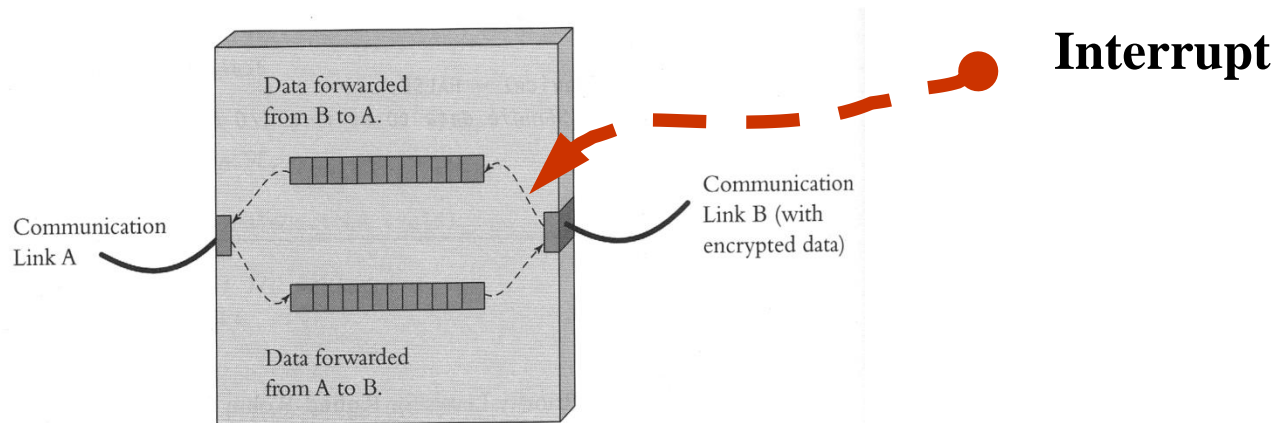 Interrupt
Data forwarded
from B to A.
Communication
Link A
Communication
Link B (with
encrypted data)
Data forwarded
from A to B.